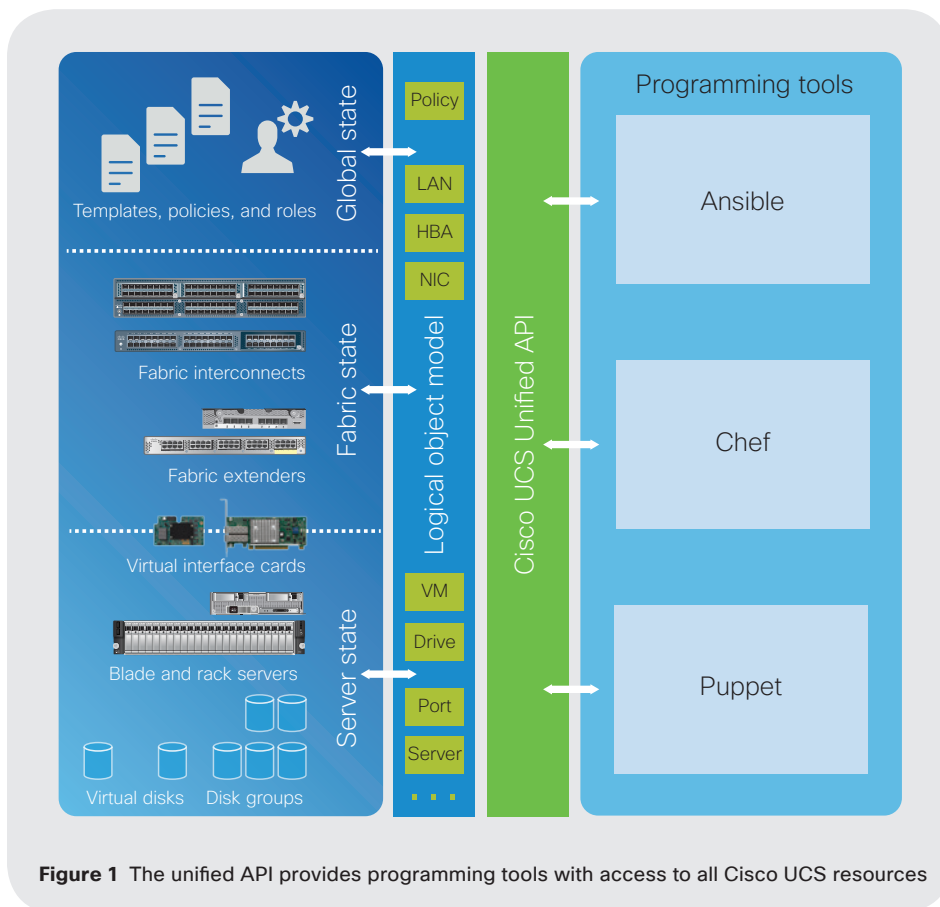 Templates, policies, and roles
Global state
Fabric interconnects
Fabric extenders
Fabric state
Virtual interface cards
Blade and rack servers
Virtual disks
Disk groups
Server state
Policy
LAN
HBA
NIC
Logical object model
VM
Drive
Port
Server
. . .
Cisco UCS Unified API
Programming tools
Ansible
Chef
Puppet
Figure 1 The unified API provides programming tools with access to all Cisco UCS resources